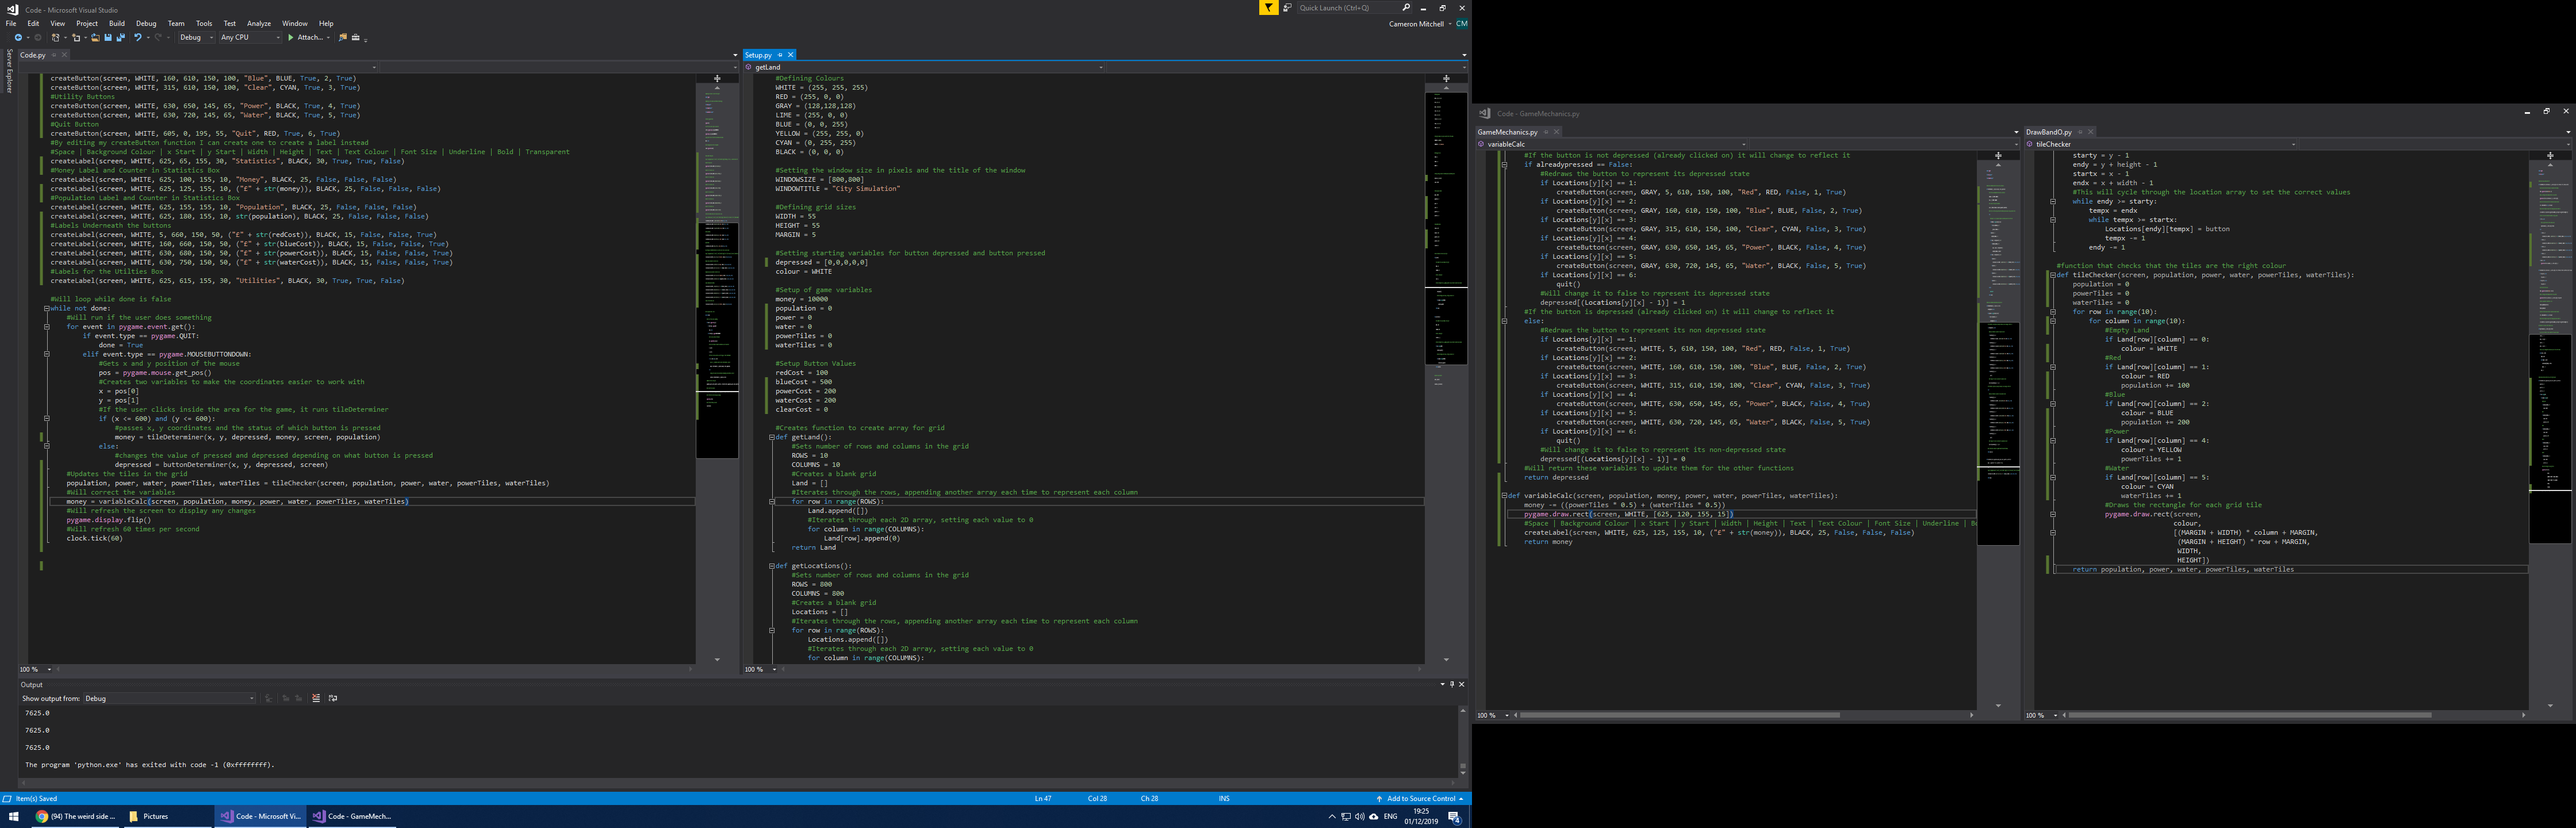 Code - Microsoft Visual Studio
Quick Launch (Ctrl+Q)
File Edit View Project Build Debug Team Tools Test Analyze Window Help
Cameron Mitchell CM
Debug Any CPU Attach...
Server Explorer
Code.py
createButton(screen, WHITE, 160, 610, 150, 100, "Blue", BLUE, True, 2, True)
createButton(screen, WHITE, 315, 610, 150, 100, "Clear", CYAN, True, 3, True)
#Utility Buttons
createButton(screen, WHITE, 630, 650, 145, 65, "Power", BLACK, True, 4, True)
createButton(screen, WHITE, 630, 720, 145, 65, "Water", BLACK, True, 5, True)
#Quit Button
createButton(screen, WHITE, 605, 0, 195, 55, "Quit", RED, True, 6, True)
#By editing my createButton function I can create one to create a label instead
#Space | Background Colour | x Start | y Start | Width | Height | Text | Text Colour | Font Size | Underline | Bold | Transparent
createLabel(screen, WHITE, 625, 65, 155, 30, "Statistics", BLACK, 30, True, True, False)
#Money Label and Counter in Statistics Box
createLabel(screen, WHITE, 625, 100, 155, 10, "Money", BLACK, 25, False, False, False)
createLabel(screen, WHITE, 625, 125, 155, 10, ("£" + str(money)), BLACK, 25, False, False, False)
#Population Label and Counter in Statistics Box
createLabel(screen, WHITE, 625, 155, 155, 10, "Population", BLACK, 25, False, False, False)
createLabel(screen, WHITE, 625, 180, 155, 10, str(population), BLACK, 25, False, False, False)
#Labels Underneath the buttons
createLabel(screen, WHITE, 5, 660, 150, 50, ("£" + str(redCost)), BLACK, 15, False, False, True)
createLabel(screen, WHITE, 160, 660, 150, 50, ("£" + str(blueCost)), BLACK, 15, False, False, True)
createLabel(screen, WHITE, 630, 680, 150, 50, ("£" + str(powerCost)), BLACK, 15, False, False, True)
createLabel(screen, WHITE, 630, 750, 150, 50, ("£" + str(waterCost)), BLACK, 15, False, False, True)
#Labels for the Utilties Box
createLabel(screen, WHITE, 625, 615, 155, 30, "Utilities", BLACK, 30, True, True, False)
#Will loop while done is false
while not done:
#Will run if the user does something
for event in pygame.event.get():
if event.type == pygame.QUIT:
done = True
elif event.type == pygame.MOUSEBUTTONDOWN:
#Gets x and y position of the mouse
pos = pygame.mouse.get_pos()
#Creates two variables to make the coordinates easier to work with
x = pos[0]
y = pos[1]
#If the user clicks inside the area for the game, it runs tileDeterminer
if (x <= 600) and (y <= 600):
#passes x, y coordinates and the status of which button is pressed
money = tileDeterminer(x, y, depressed, money, screen, population)
else:
#changes the value of pressed and depressed depending on what button is pressed
depressed = buttonDeterminer(x, y, depressed, screen)
#Updates the tiles in the grid
population, power, water, powerTiles, waterTiles = tileChecker(screen, population, power, water, powerTiles, waterTiles)
#Will correct the variables
money = variableCalc(screen, population, money, power, water, powerTiles, waterTiles)
#Will refresh the screen to display any changes
pygame.display.flip()
#Will refresh 60 times per second
clock.tick(60)
100 %
Setup.py
getLand
#Defining Colours
WHITE = (255, 255, 255)
RED = (255, 0, 0)
GRAY = (128,128,128)
LIME = (255, 0, 0)
BLUE = (0, 0, 255)
YELLOW = (255, 255, 0)
CYAN = (0, 255, 255)
BLACK = (0, 0, 0)
#Setting the window size in pixels and the title of the window
WINDOWSIZE = [800,800]
WINDOWTITLE = "City Simulation"
#Defining grid sizes
WIDTH = 55
HEIGHT = 55
MARGIN = 5
#Setting starting variables for button depressed and button pressed
depressed = [0,0,0,0,0]
colour = WHITE
#Setup of game variables
money = 10000
population = 0
power = 0
water = 0
powerTiles = 0
waterTiles = 0
#Setup Button Values
redCost = 100
blueCost = 500
powerCost = 200
waterCost = 200
clearCost = 0
#Creates function to create array for grid
def getLand():
#Sets number of rows and columns in the grid
ROWS = 10
COLUMNS = 10
#Creates a blank grid
Land = []
#Iterates through the rows, appending another array each time to represent each column
for row in range(ROWS):
Land.append([])
#Iterates through each 2D array, setting each value to 0
for column in range(COLUMNS):
Land[row].append(0)
return Land
def getLocations():
#Sets number of rows and columns in the grid
ROWS = 800
COLUMNS = 800
#Creates a blank grid
Locations = []
#Iterates through the rows, appending another array each time to represent each column
for row in range(ROWS):
Locations.append([])
#Iterates through each 2D array, setting each value to 0
for column in range(COLUMNS):
100 %
Output
Show output from: Debug
7625.0
7625.0
7625.0
The program 'python.exe' has exited with code -1 (0xffffffff).
Item(s) Saved
Ln 47 Col 28 Ch 28 INS Add to Source Control
(94) The weird side ... Pictures Code - Microsoft Vi... Code - GameMech...
ENG 19:25
01/12/2019
4
Code - GameMechanics.py
GameMechanics.py
variableCalc
#If the button is not depressed (already clicked on) it will change to reflect it
if alreadypressed == False:
#Redraws the button to represent its depressed state
if Locations[y][x] == 1:
createButton(screen, GRAY, 5, 610, 150, 100, "Red", RED, False, 1, True)
if Locations[y][x] == 2:
createButton(screen, GRAY, 160, 610, 150, 100, "Blue", BLUE, False, 2, True)
if Locations[y][x] == 3:
createButton(screen, GRAY, 315, 610, 150, 100, "Clear", CYAN, False, 3, True)
if Locations[y][x] == 4:
createButton(screen, GRAY, 630, 650, 145, 65, "Power", BLACK, False, 4, True)
if Locations[y][x] == 5:
createButton(screen, GRAY, 630, 720, 145, 65, "Water", BLACK, False, 5, True)
if Locations[y][x] == 6:
quit()
#Will change it to false to represent its depressed state
depressed[(Locations[y][x] - 1)] = 1
#If the button is depressed (already clicked on) it will change to reflect it
else:
#Redraws the button to represent its non depressed state
if Locations[y][x] == 1:
createButton(screen, WHITE, 5, 610, 150, 100, "Red", RED, False, 1, True)
if Locations[y][x] == 2:
createButton(screen, WHITE, 160, 610, 150, 100, "Blue", BLUE, False, 2, True)
if Locations[y][x] == 3:
createButton(screen, WHITE, 315, 610, 150, 100, "Clear", CYAN, False, 3, True)
if Locations[y][x] == 4:
createButton(screen, WHITE, 630, 650, 145, 65, "Power", BLACK, False, 4, True)
if Locations[y][x] == 5:
createButton(screen, WHITE, 630, 720, 145, 65, "Water", BLACK, False, 5, True)
if Locations[y][x] == 6:
quit()
#Will change it to false to represent its non-depressed state
depressed[(Locations[y][x] - 1)] = 0
#Will return these variables to update them for the other functions
return depressed
def variableCalc(screen, population, money, power, water, powerTiles, waterTiles):
money -= ((powerTiles * 0.5) + (waterTiles * 0.5))
pygame.draw.rect(screen, WHITE, [625, 120, 155, 15])
#Space | Background Colour | x Start | y Start | Width | Height | Text | Text Colour | Font Size | Underline | Bo
createLabel(screen, WHITE, 625, 125, 155, 10, ("£" + str(money)), BLACK, 25, False, False, False)
return money
100 %
DrawBandO.py
tileChecker
starty = y - 1
endy = y + height - 1
startx = x - 1
endx = x + width - 1
#This will cycle through the location array to set the correct values
while endy >= starty:
tempx = endx
while tempx >= startx:
Locations[endy][tempx] = button
tempx -= 1
endy -= 1
#function that checks that the tiles are the right colour
def tileChecker(screen, population, power, water, powerTiles, waterTiles):
population = 0
powerTiles = 0
waterTiles = 0
for row in range(10):
for column in range(10):
#Empty Land
if Land[row][column] == 0:
colour = WHITE
#Red
if Land[row][column] == 1:
colour = RED
population += 100
#Blue
if Land[row][column] == 2:
colour = BLUE
population += 200
#Power
if Land[row][column] == 4:
colour = YELLOW
powerTiles += 1
#Water
if Land[row][column] == 5:
colour = CYAN
waterTiles += 1
#Draws the rectangle for each grid tile
pygame.draw.rect(screen,
colour,
[(MARGIN + WIDTH) * column + MARGIN,
(MARGIN + HEIGHT) * row + MARGIN,
WIDTH,
HEIGHT])
return population, power, water, powerTiles, waterTiles
100 %